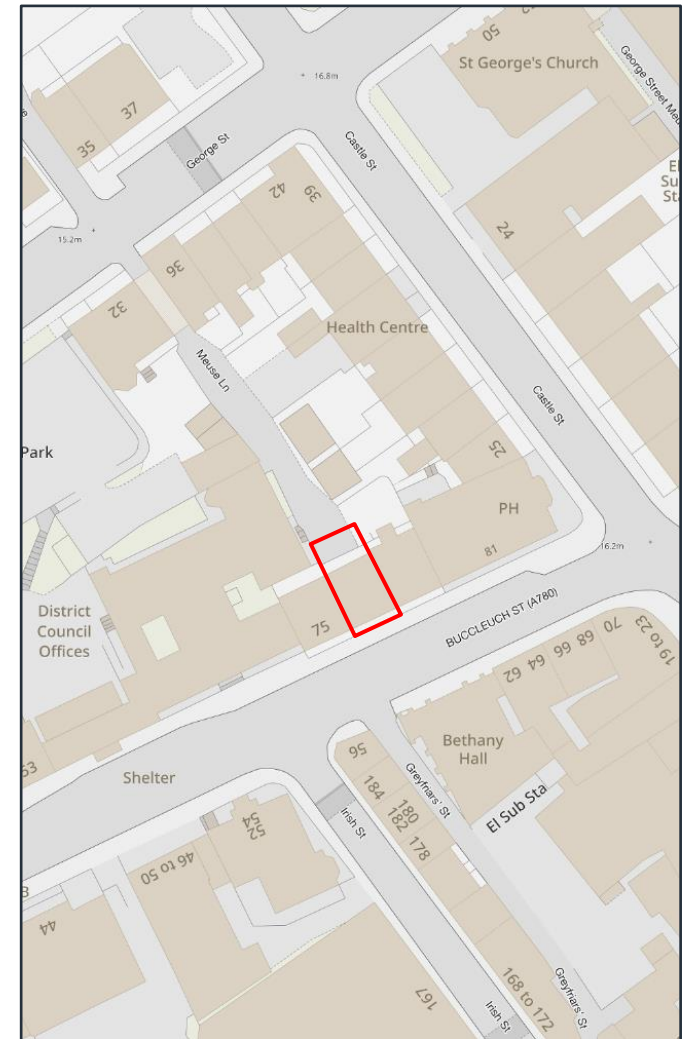 50
St George's Church
George Street Meu
37
35
16.8m
George St
Castle St
42
39
El
Su
Sta
24
15.2m
36
32
Health Centre
Meuse Ln
Castle St
Park
25
PH
81
16.2m
BUCCLEUCH ST (A780)
75
District
Council
Offices
62
64
66
68
70
19 to 23
53
Shelter
56
184
180
182
178
Greyfriars' St
Bethany
Hall
El Sub Sta
Irish St
52
54
46 to 50
44
167
168 to 172
Irish St
Greyfriars' St